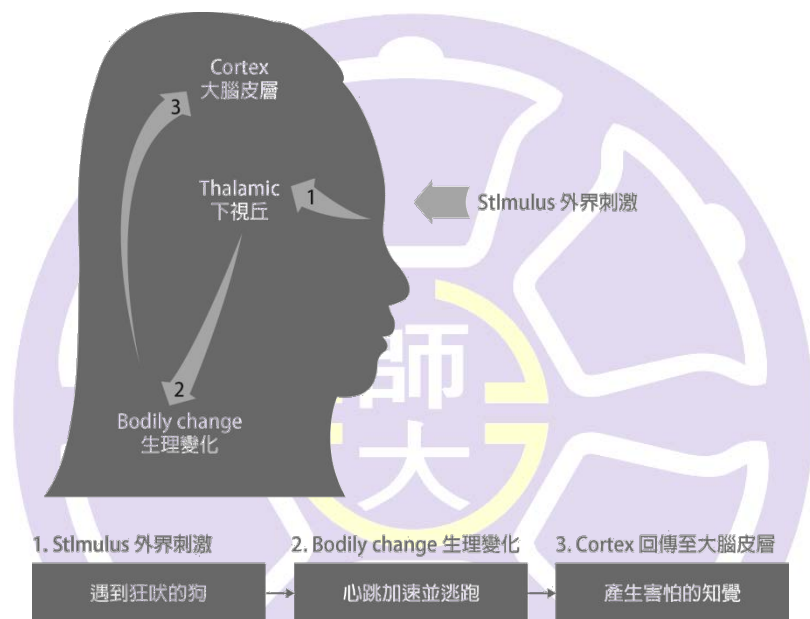 Cortex
大腦皮層
3
Thalamic
下視丘
1
Stlmulus 外界刺激
2
Bodily change
生理變化
師
大
1. Stlmulus 外界刺激
2. Bodily change 生理變化
3. Cortex 回傳至大腦皮層
遇到狂吠的狗
心跳加速並逃跑
產生害怕的知覺